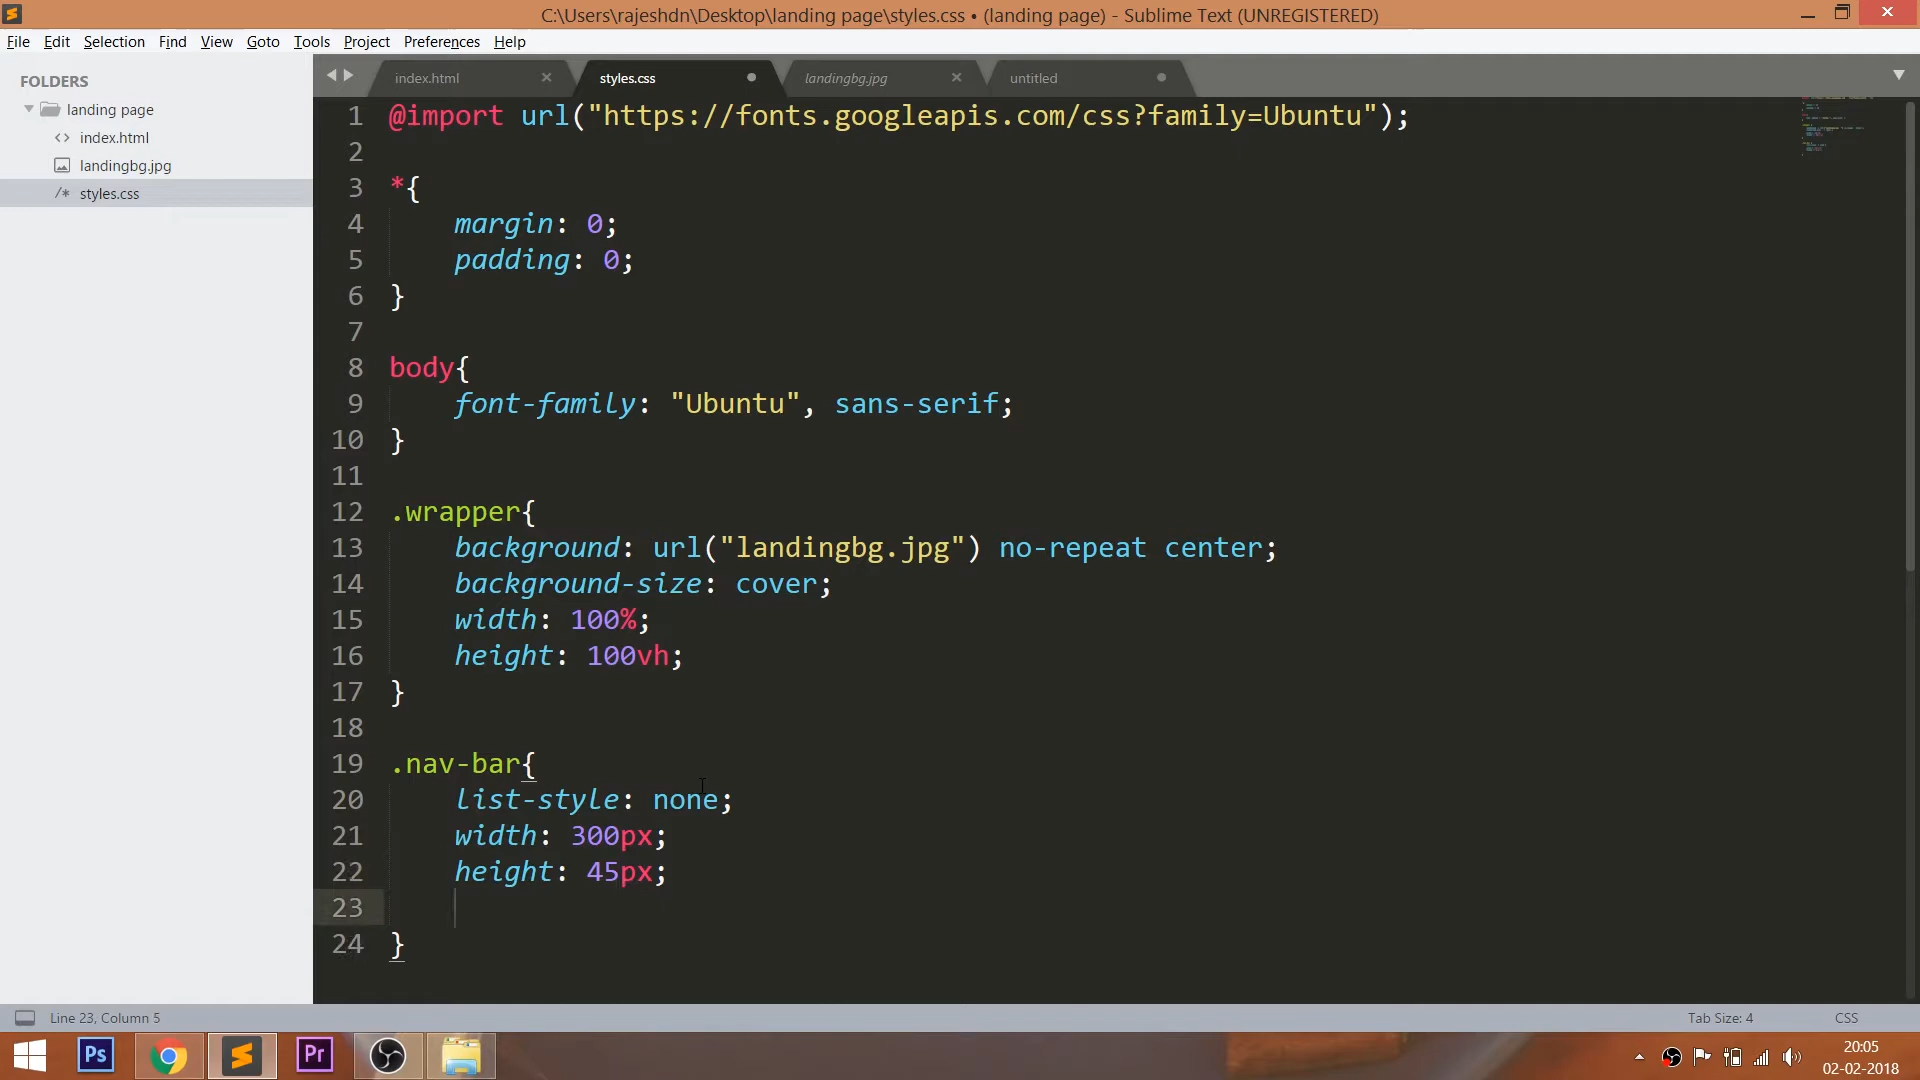 C:\Users\rajeshdn\Desktop\landing page\styles.css • (landing page) - Sublime Text (UNREGISTERED)
File Edit Selection Find View Goto Tools Project Preferences Help
FOLDERS
landing page
<> index.html
landingbg.jpg
/* styles.css
index.html
styles.css
landingbg.jpg
untitled
1 @import url("https://fonts.googleapis.com/css?family=Ubuntu");
2
3 *{
4 margin: 0;
5 padding: 0;
6 }
7
8 body{
9 font-family: "Ubuntu", sans-serif;
10 }
11
12 .wrapper{
13 background: url("landingbg.jpg") no-repeat center;
14 background-size: cover;
15 width: 100%;
16 height: 100vh;
17 }
18
19 .nav-bar{
20 list-style: none;
21 width: 300px;
22 height: 45px;
23
24 }
Line 23, Column 5
Tab Size: 4
CSS
Ps
Pr
20:05
02-02-2018